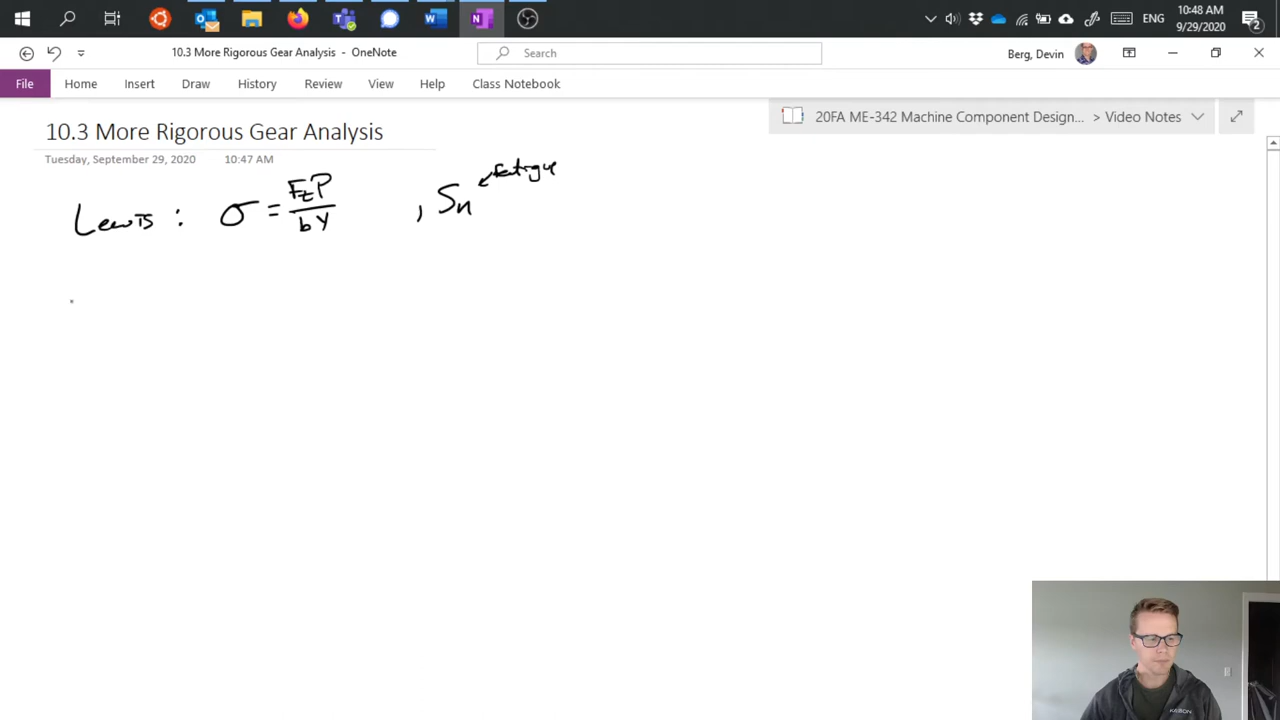 10:48 AM
ENG
9/29/2020
2
10.3 More Rigorous Gear Analysis - OneNote
Search
Berg, Devin
File Home Insert Draw History Review View Help Class Notebook
20FA ME-342 Machine Component Design... > Video Notes
10.3 More Rigorous Gear Analysis
Tuesday, September 29, 2020 10:47 AM
Lewis : σ = FtP / bY , Sn ← fatigue